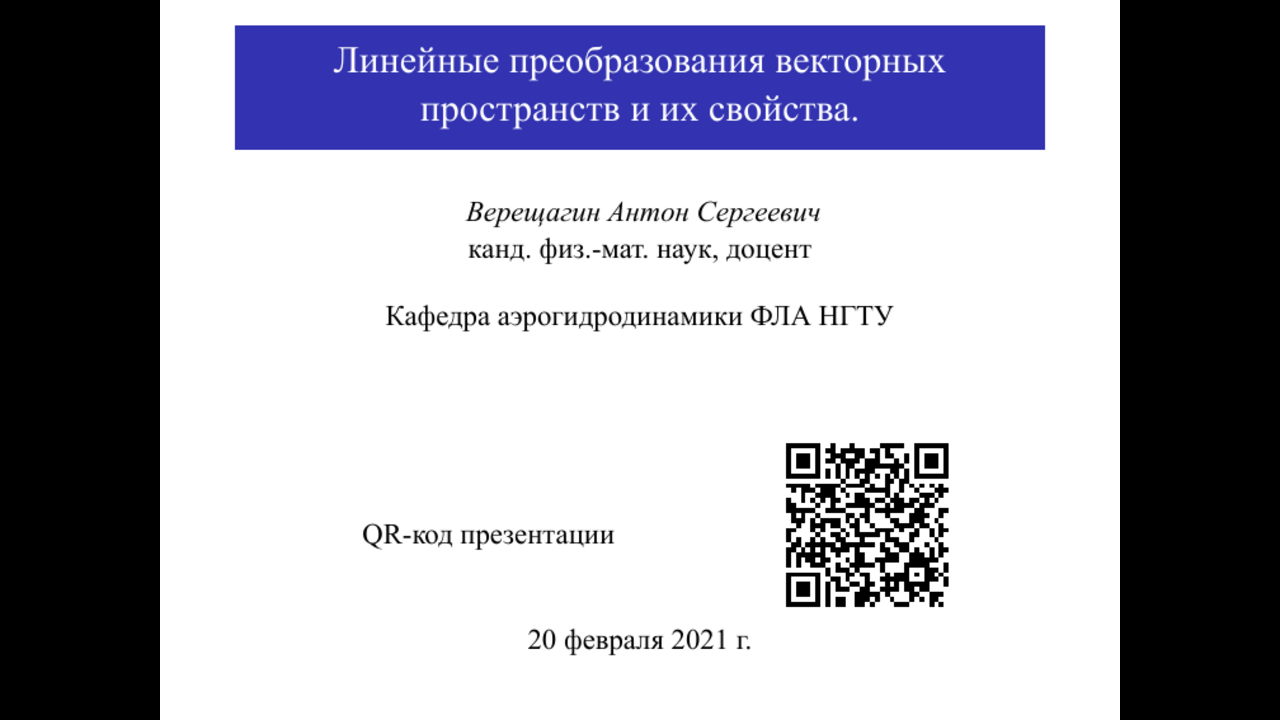 Линейные преобразования векторных
пространств и их свойства.
Верещагин Антон Сергеевич
канд. физ.-мат. наук, доцент
Кафедра аэрогидродинамики ФЛА НГТУ
QR-код презентации
20 февраля 2021 г.